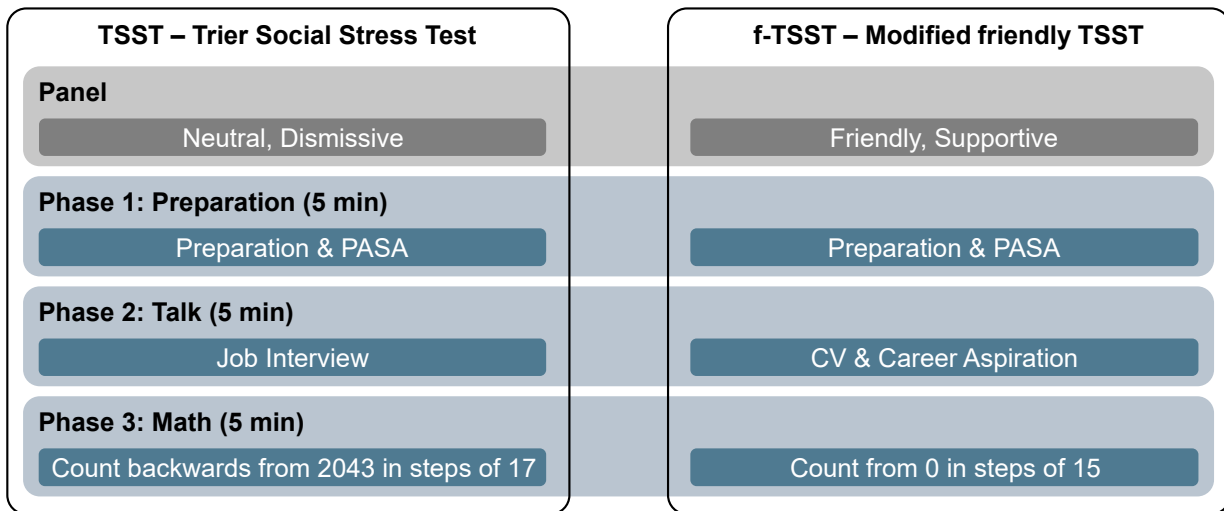 TSST – Trier Social Stress Test
f-TSST – Modified friendly TSST
Panel
Neutral, Dismissive
Friendly, Supportive
Phase 1: Preparation (5 min)
Preparation & PASA
Preparation & PASA
Phase 2: Talk (5 min)
Job Interview
CV & Career Aspiration
Phase 3: Math (5 min)
Count backwards from 2043 in steps of 17
Count from 0 in steps of 15